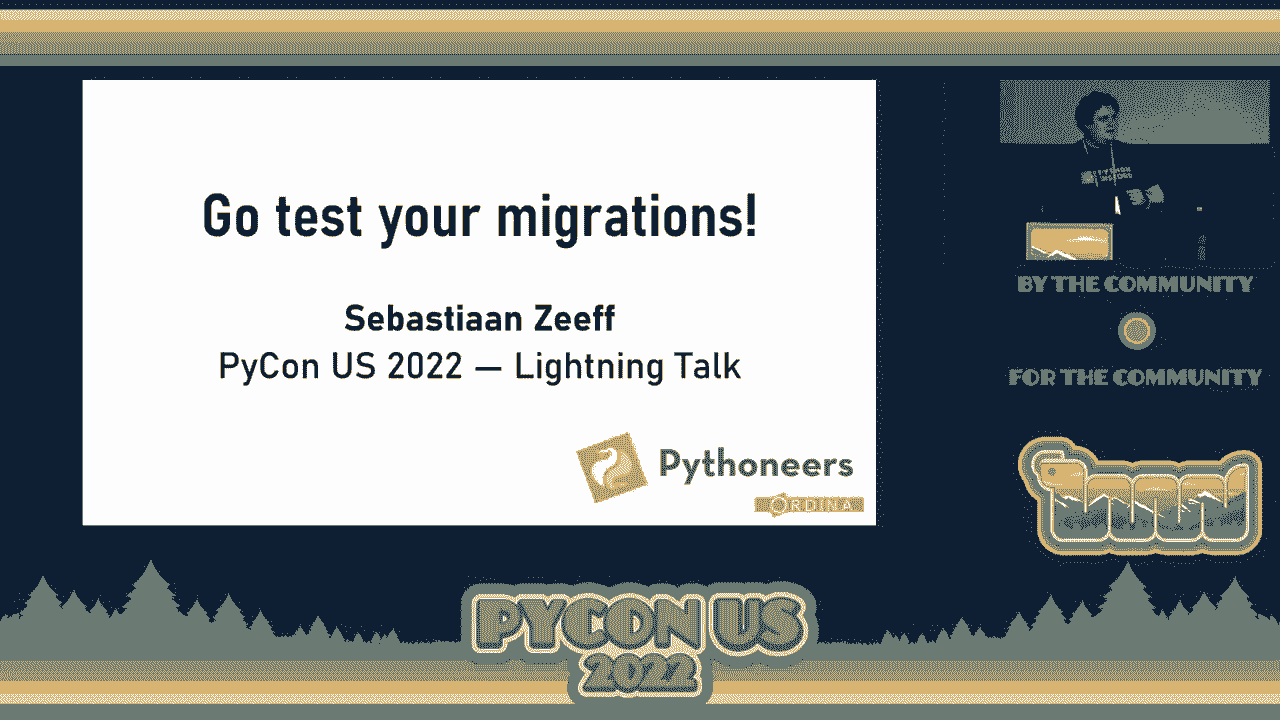 Go test your migrations!
Sebastiaan Zeeff
PyCon US 2022 — Lightning Talk
Pythoneers
ORDINA
BY THE COMMUNITY
FOR THE COMMUNITY
PYCON US
2022